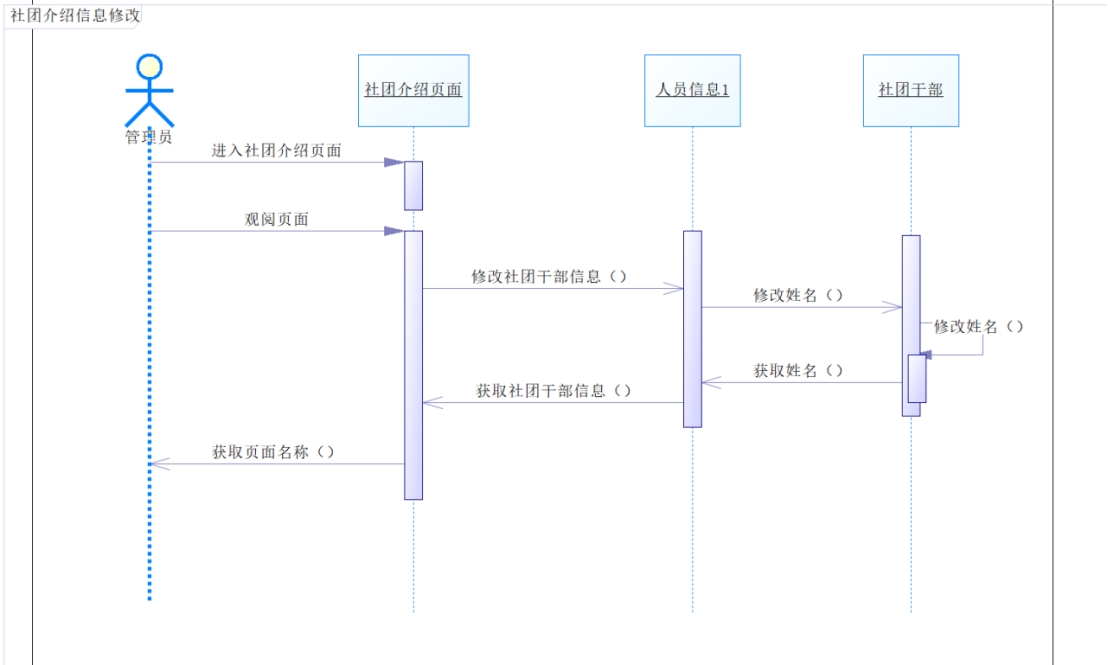 社团介绍信息修改
社团介绍页面
人员信息1
社团干部
管理员
进入社团介绍页面
观阅页面
修改社团干部信息（）
修改姓名（）
修改姓名（）
获取姓名（）
获取社团干部信息（）
获取页面名称（）